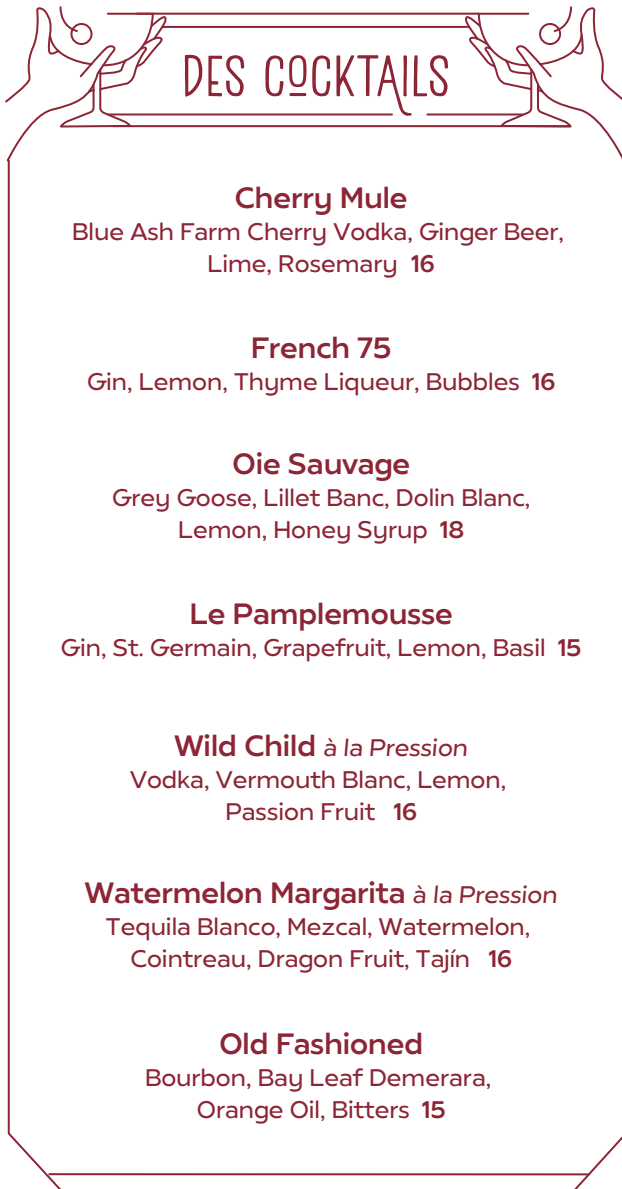 DES COCKTAILS
Cherry Mule
Blue Ash Farm Cherry Vodka, Ginger Beer,
Lime, Rosemary 16
French 75
Gin, Lemon, Thyme Liqueur, Bubbles 16
Oie Sauvage
Grey Goose, Lillet Banc, Dolin Blanc,
Lemon, Honey Syrup 18
Le Pamplemousse
Gin, St. Germain, Grapefruit, Lemon, Basil 15
Wild Child à la Pression
Vodka, Vermouth Blanc, Lemon,
Passion Fruit 16
Watermelon Margarita à la Pression
Tequila Blanco, Mezcal, Watermelon,
Cointreau, Dragon Fruit, Tajín 16
Old Fashioned
Bourbon, Bay Leaf Demerara,
Orange Oil, Bitters 15